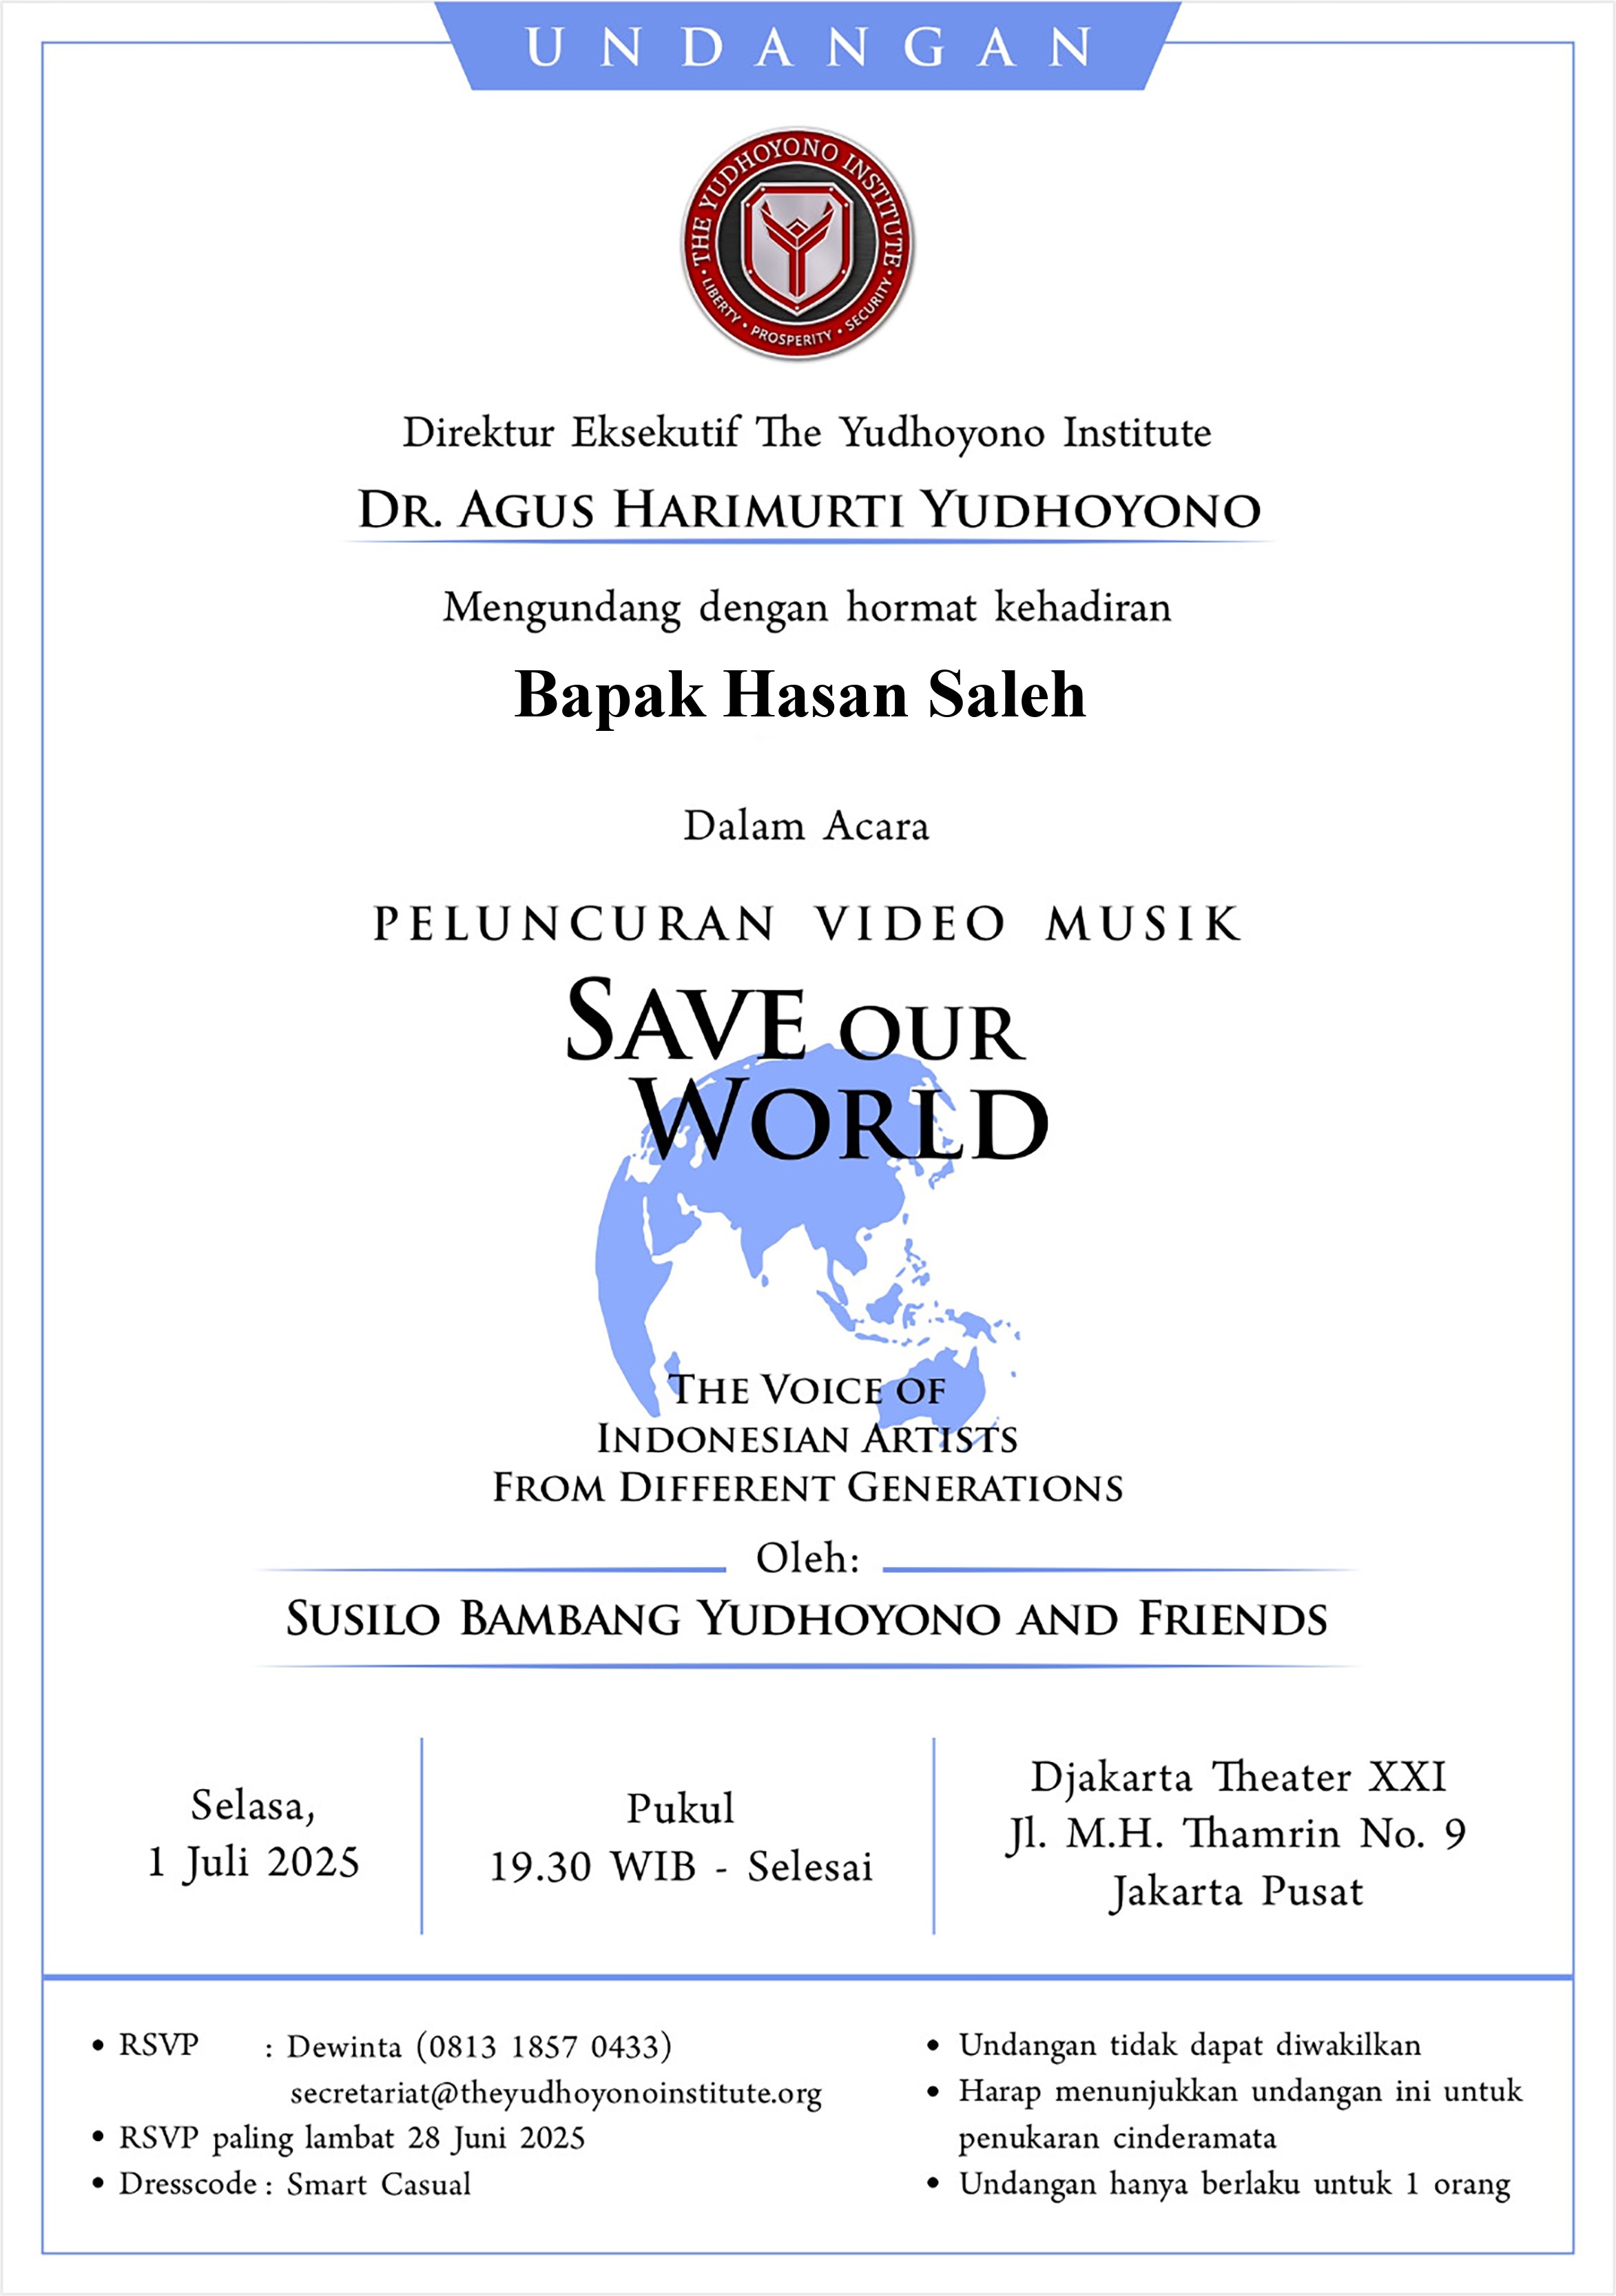 UNDANGAN
THE YUDHOYONO INSTITUTE
LIBERTY • PROSPERITY • SECURITY
Direktur Eksekutif The Yudhoyono Institute
DR. AGUS HARIMURTI YUDHOYONO
Mengundang dengan hormat kehadiran
Bapak Hasan Saleh
Dalam Acara
PELUNCURAN VIDEO MUSIK
SAVE OUR
WORLD
THE VOICE OF
INDONESIAN ARTISTS
FROM DIFFERENT GENERATIONS
Oleh:
SUSILO BAMBANG YUDHOYONO AND FRIENDS
Selasa,
1 Juli 2025
Pukul
19.30 WIB - Selesai
Djakarta Theater XXI
Jl. M.H. Thamrin No. 9
Jakarta Pusat
• RSVP : Dewinta (0813 1857 0433)
secretariat@theyudhoyonoinstitute.org
• RSVP paling lambat 28 Juni 2025
• Dresscode : Smart Casual
• Undangan tidak dapat diwakilkan
• Harap menunjukkan undangan ini untuk
penukaran cinderamata
• Undangan hanya berlaku untuk 1 orang